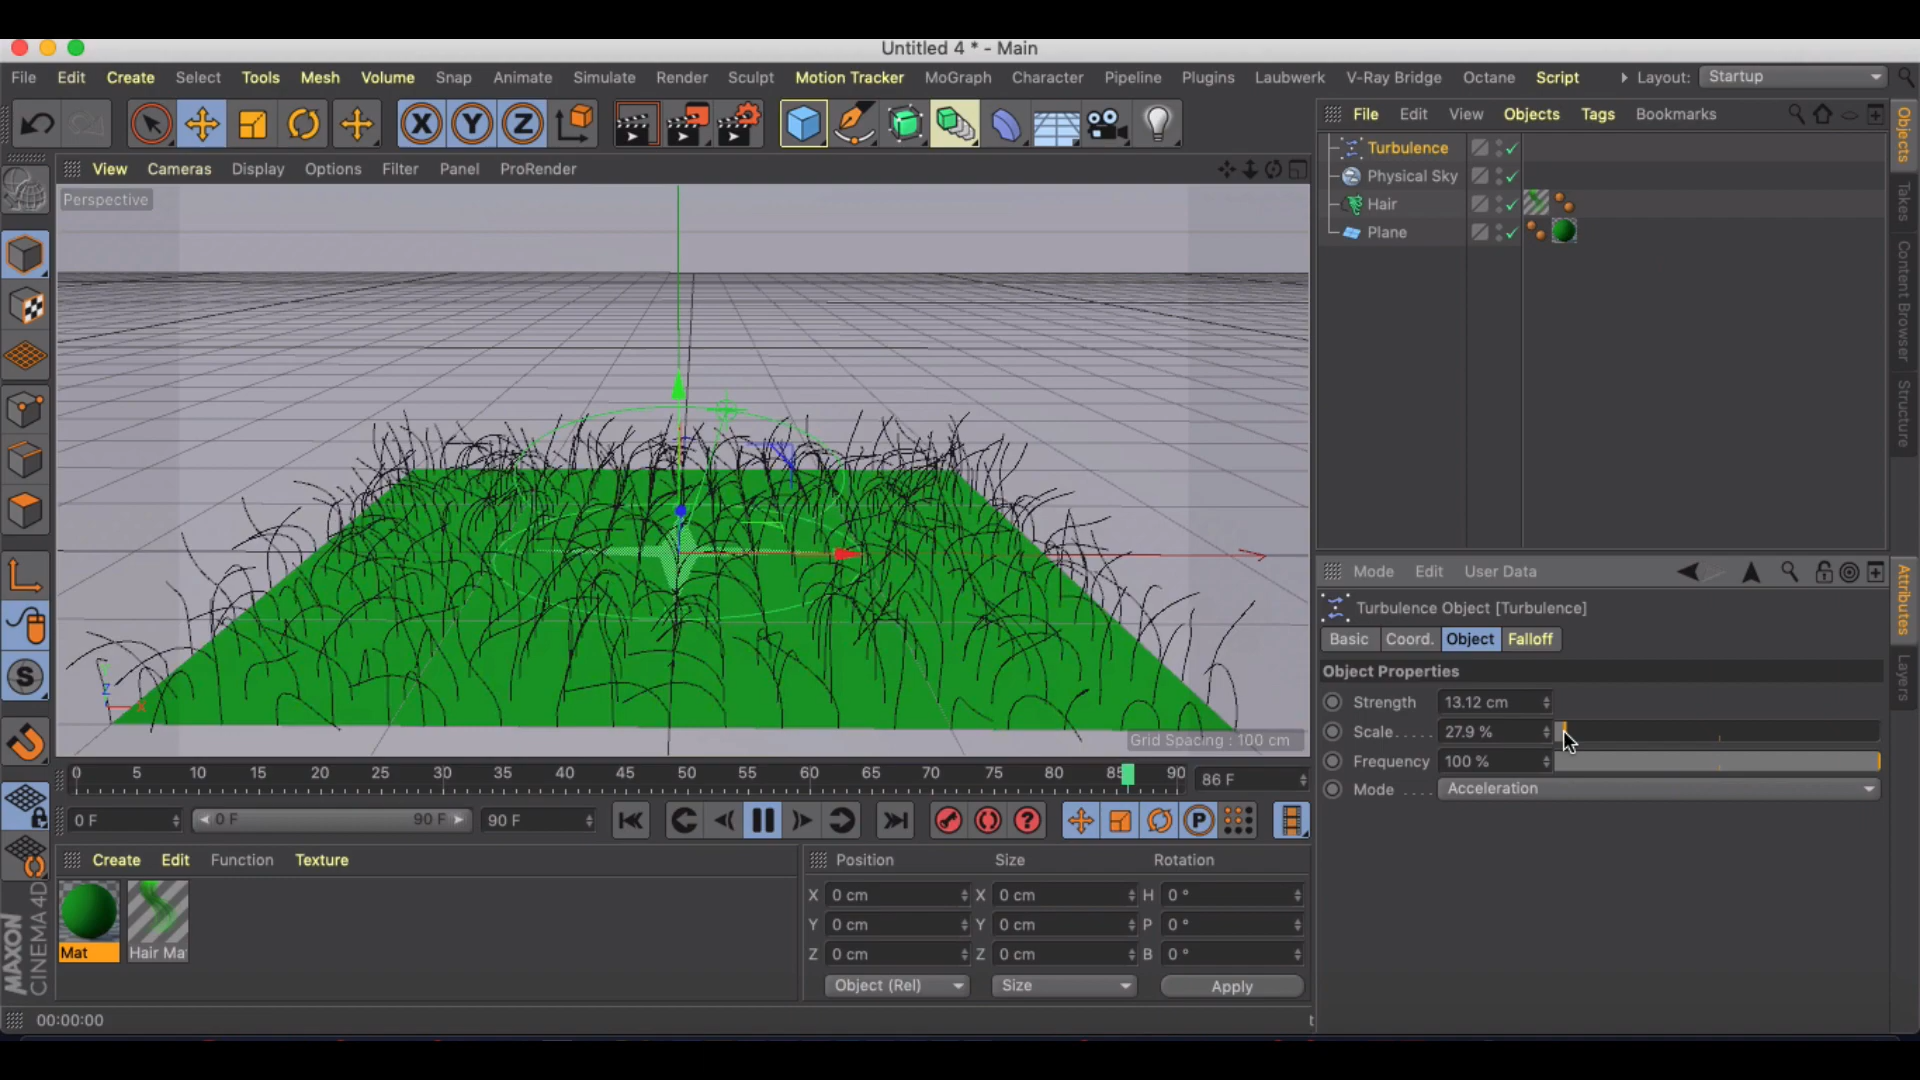 Untitled 4 * - Main
File Edit Create Select Tools Mesh Volume Snap Animate Simulate Render Sculpt Motion Tracker MoGraph Character Pipeline Plugins Laubwerk V-Ray Bridge Octane Script Layout: Startup
X Y Z
File Edit View Objects Tags Bookmarks
View Cameras Display Options Filter Panel ProRender
Perspective
Turbulence
Physical Sky
Hair
Plane
Objects
Takes
Content Browser
Structure
Mode Edit User Data
Turbulence Object [Turbulence]
Basic Coord. Object Falloff
Object Properties
Strength 13.12 cm
Scale..... 27.9 %
Frequency 100 %
Mode .... Acceleration
Attributes
Layers
Y
Z
X
Grid Spacing : 100 cm
S
0 5 10 15 20 25 30 35 40 45 50 55 60 65 70 75 80 85 90 86 F
0 F 0 F 90 F 90 F ? P
Create Edit Function Texture
Position Size Rotation
X 0 cm X 0 cm H 0 °
Y 0 cm Y 0 cm P 0 °
Z 0 cm Z 0 cm B 0 °
Object (Rel) Size Apply
Mat
Hair Ma
MAXON
CINEMA 4D
00:00:00
t